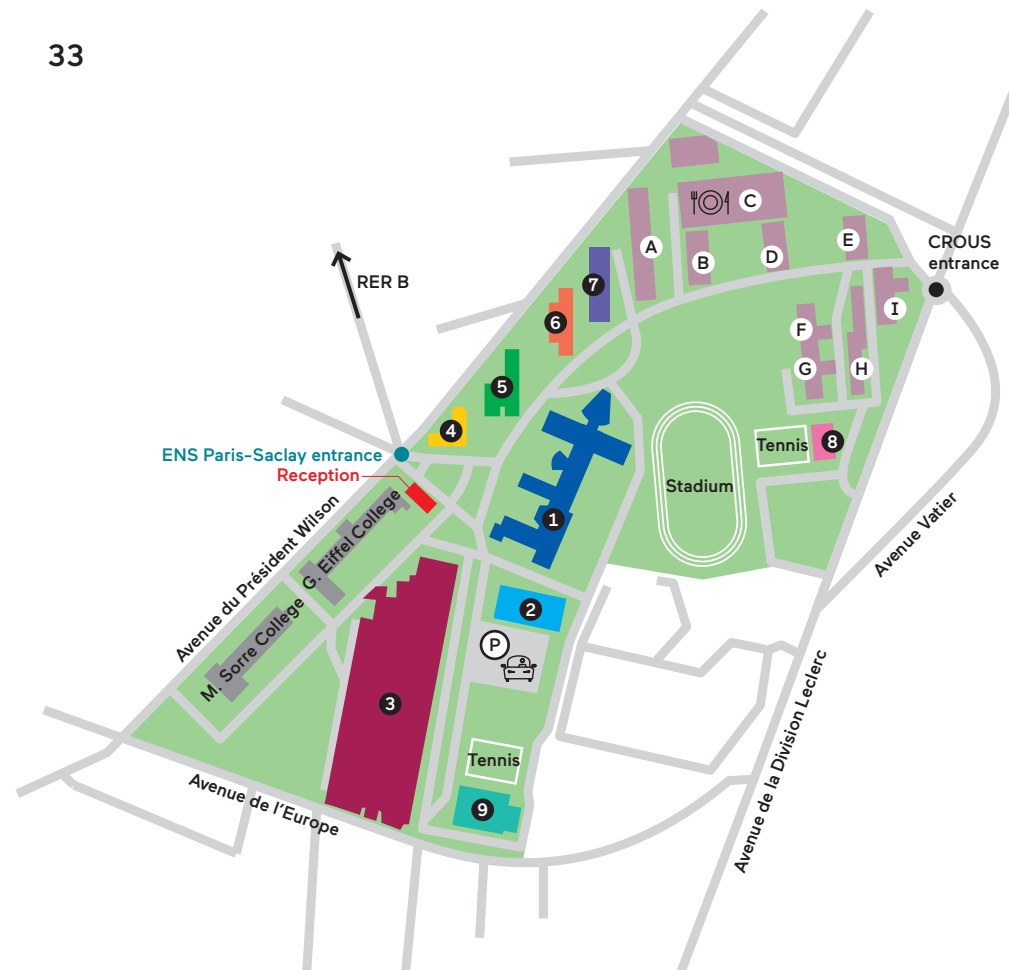 33
C
A
B
D
E
CROUS
entrance
RER B
7
I
6
F
G
H
5
4
Tennis
8
ENS Paris-Saclay entrance
Reception
Stadium
1
G. Eiffel College
Avenue du Président Wilson
Avenue Vatier
2
P
M. Sorre College
3
Tennis
Avenue de l'Europe
9
Avenue de la Division Leclerc